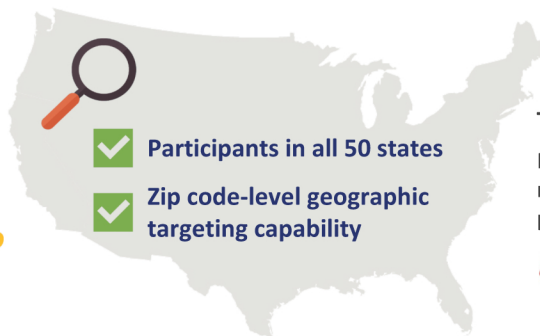 Participants in all 50 states
Zip code-level geographic
targeting capability